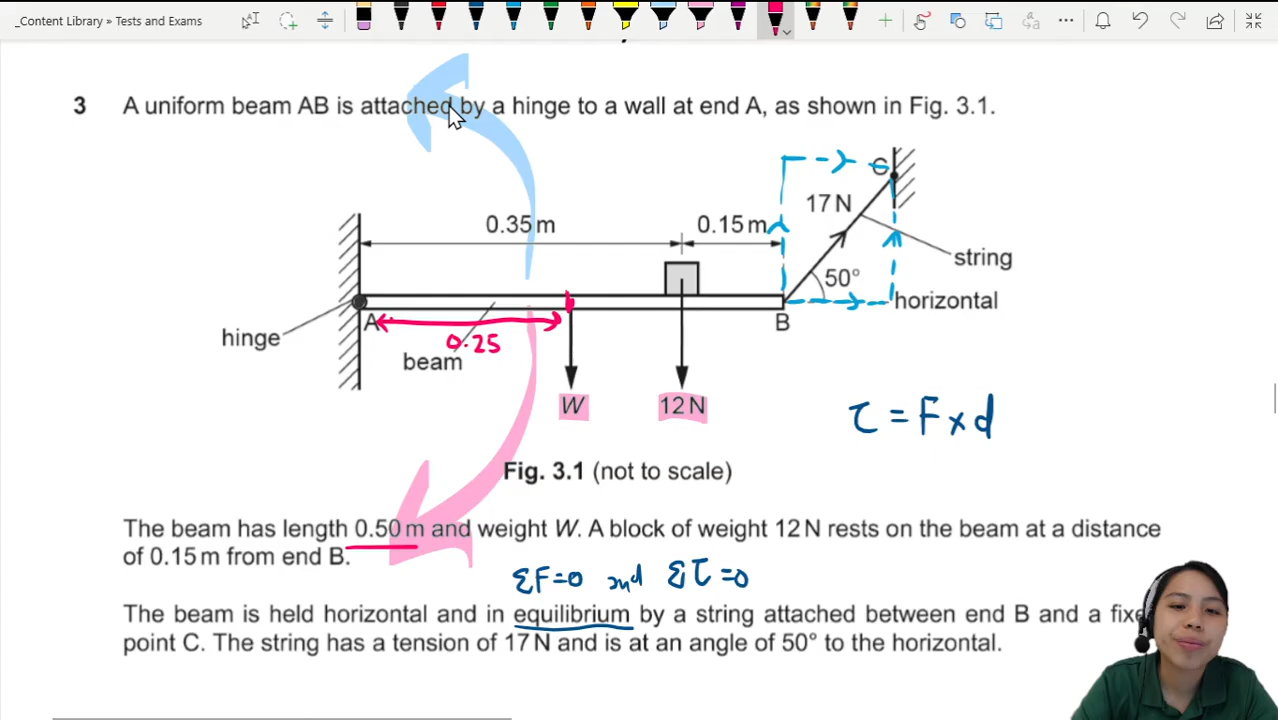 _Content Library » Tests and Exams
3 A uniform beam AB is attached by a hinge to a wall at end A, as shown in Fig. 3.1.
C
17 N
0.35 m
0.15 m
string
50°
horizontal
A
B
hinge
0.25
beam
W
12 N
τ = F × d
Fig. 3.1 (not to scale)
The beam has length 0.50 m and weight W. A block of weight 12 N rests on the beam at a distance
of 0.15 m from end B.
ΣF=0 and Στ=0
The beam is held horizontal and in equilibrium by a string attached between end B and a fixe
point C. The string has a tension of 17 N and is at an angle of 50° to the horizontal.